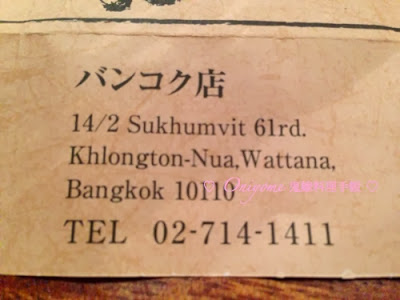 バンコク店
14/2 Sukhumvit 61rd.
Khlongton-Nua,Wattana,
Bangkok 10110
TEL 02-714-1411